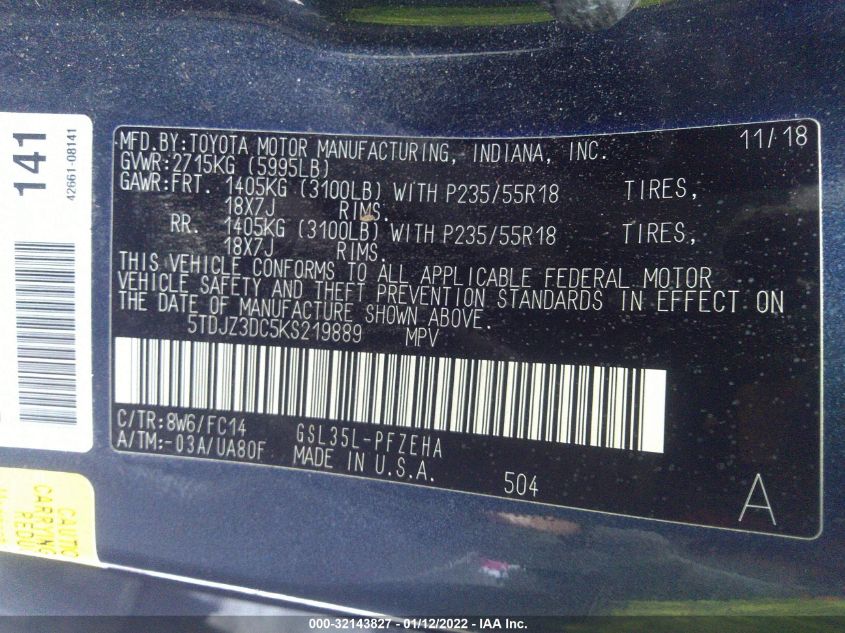 141
42661-08141
MFD.BY:TOYOTA MOTOR MANUFACTURING, INDIANA, INC. 11/18
GVWR:2715KG (5995LB)
GAWR:FRT. 1405KG (3100LB) WITH P235/55R18 TIRES,
18X7J RIMS.
RR. 1405KG (3100LB) WITH P235/55R18 TIRES,
18X7J RIMS.
THIS VEHICLE CONFORMS TO ALL APPLICABLE FEDERAL MOTOR
VEHICLE SAFETY AND THEFT PREVENTION STANDARDS IN EFFECT ON
THE DATE OF MANUFACTURE SHOWN ABOVE.
5TDJZ3DC5KS219889 MPV
C/TR:8W6/FC14 GSL35L-PFZEHA
A/TM:-03A/UA80F MADE IN U.S.A. 504 A
000-32143827 - 01/12/2022 - IAA Inc.